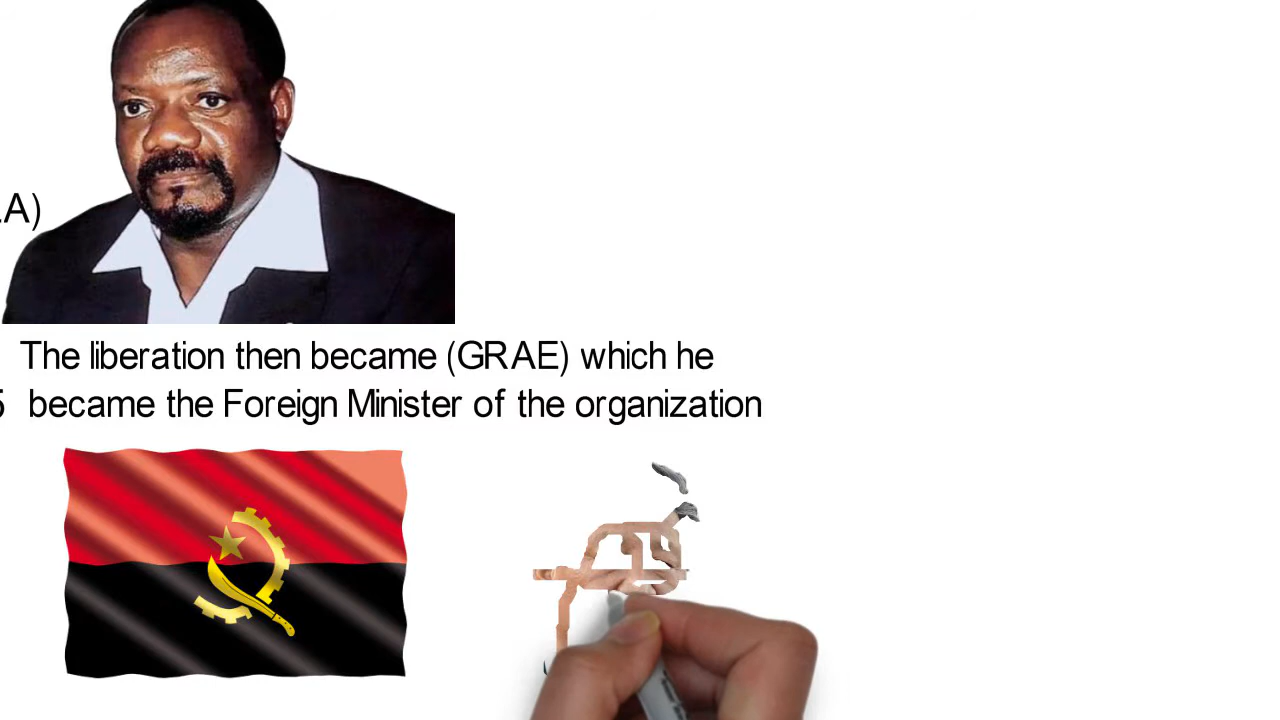 A)
The liberation then became (GRAE) which he
5 became the Foreign Minister of the organization